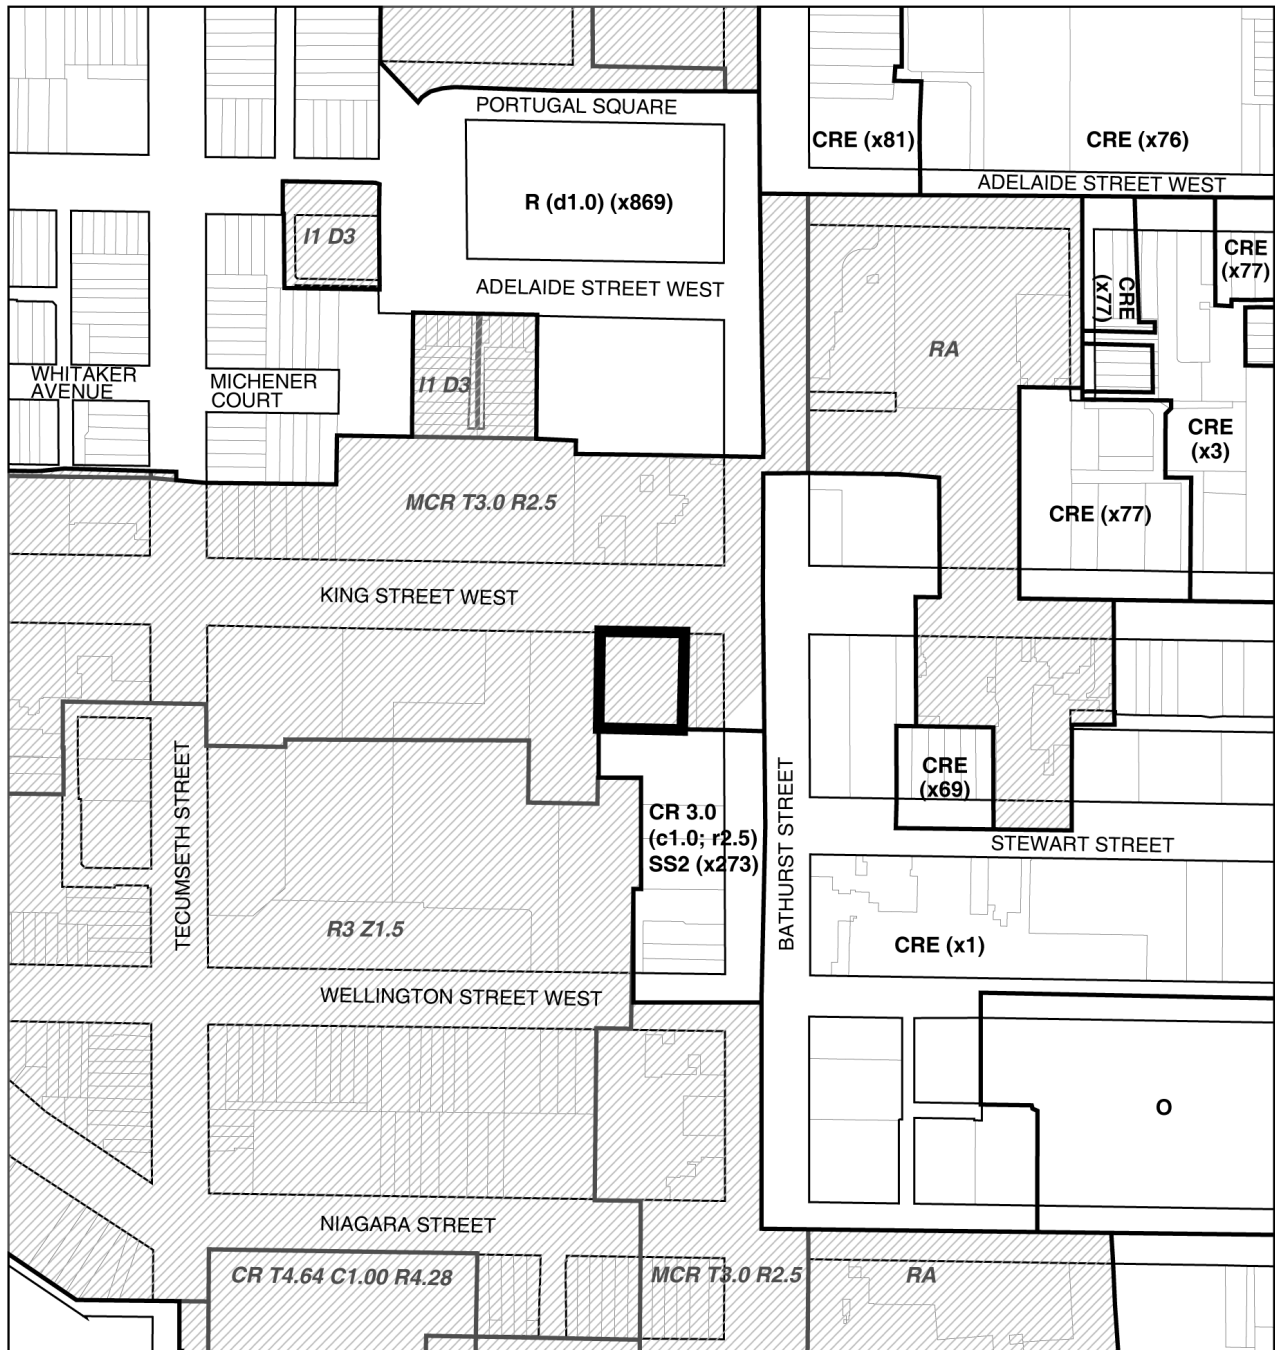 PORTUGAL SQUARE
CRE (x81)
CRE (x76)
ADELAIDE STREET WEST
R (d1.0) (x869)
I1 D3
CRE
(x77)
ADELAIDE STREET WEST
CRE
(x77)
RA
WHITAKER
AVENUE
MICHENER
COURT
I1 D3
CRE
(x3)
MCR T3.0 R2.5
CRE (x77)
KING STREET WEST
TECUMSETH STREET
BATHURST STREET
CRE
(x69)
CR 3.0
(c1.0; r2.5)
SS2 (x273)
STEWART STREET
R3 Z1.5
CRE (x1)
WELLINGTON STREET WEST
O
NIAGARA STREET
CR T4.64 C1.00 R4.28
MCR T3.0 R2.5
RA